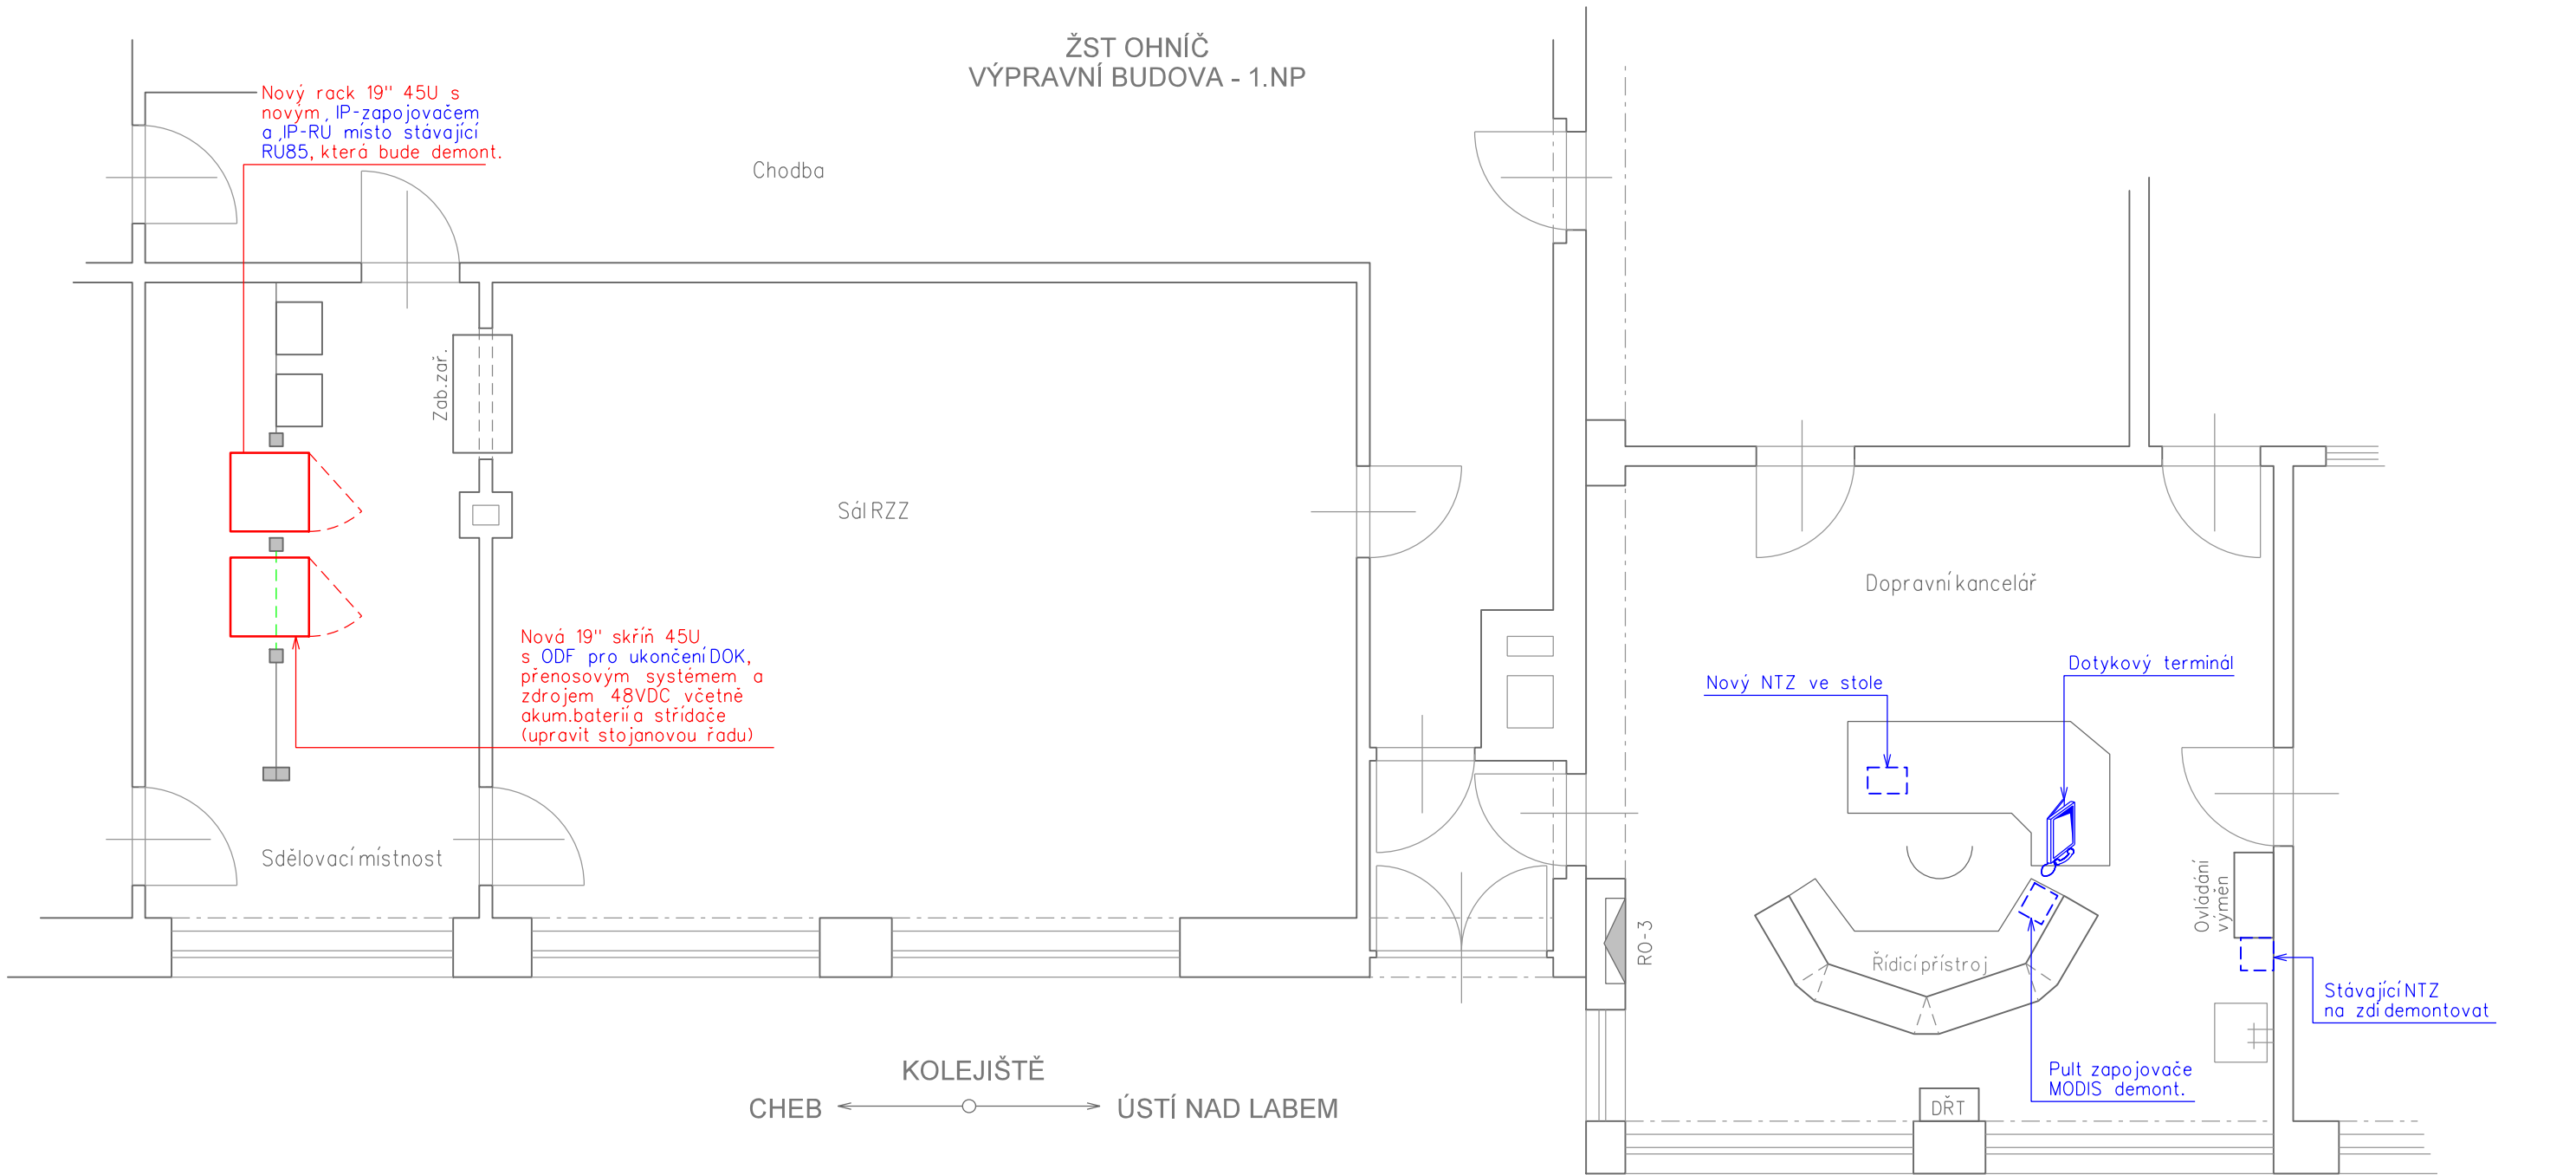 ŽST OHNÍČ
VÝPRAVNÍ BUDOVA - 1.NP
Nový rack 19" 45U s
novým, IP-zapojovačem
a IP-RÚ místo stávající
RÚ85, která bude demont.
Chodba
Zab.zař.
Sál RZZ
Nová 19" skříň 45U
s ODF pro ukončení DOK,
přenosovým systémem a
zdrojem 48VDC včetně
akum.baterií a střídače
(upravit stojanovou řadu)
Sdělovací místnost
Dopravní kancelář
Dotykový terminál
Nový NTZ ve stole
Ovládání
výměn
RO-3
Řídicí přístroj
Stávající NTZ
na zdi demontovat
Pult zapojovače
MODIS demont.
DŘT
KOLEJIŠTĚ
CHEB
ÚSTÍ NAD LABEM